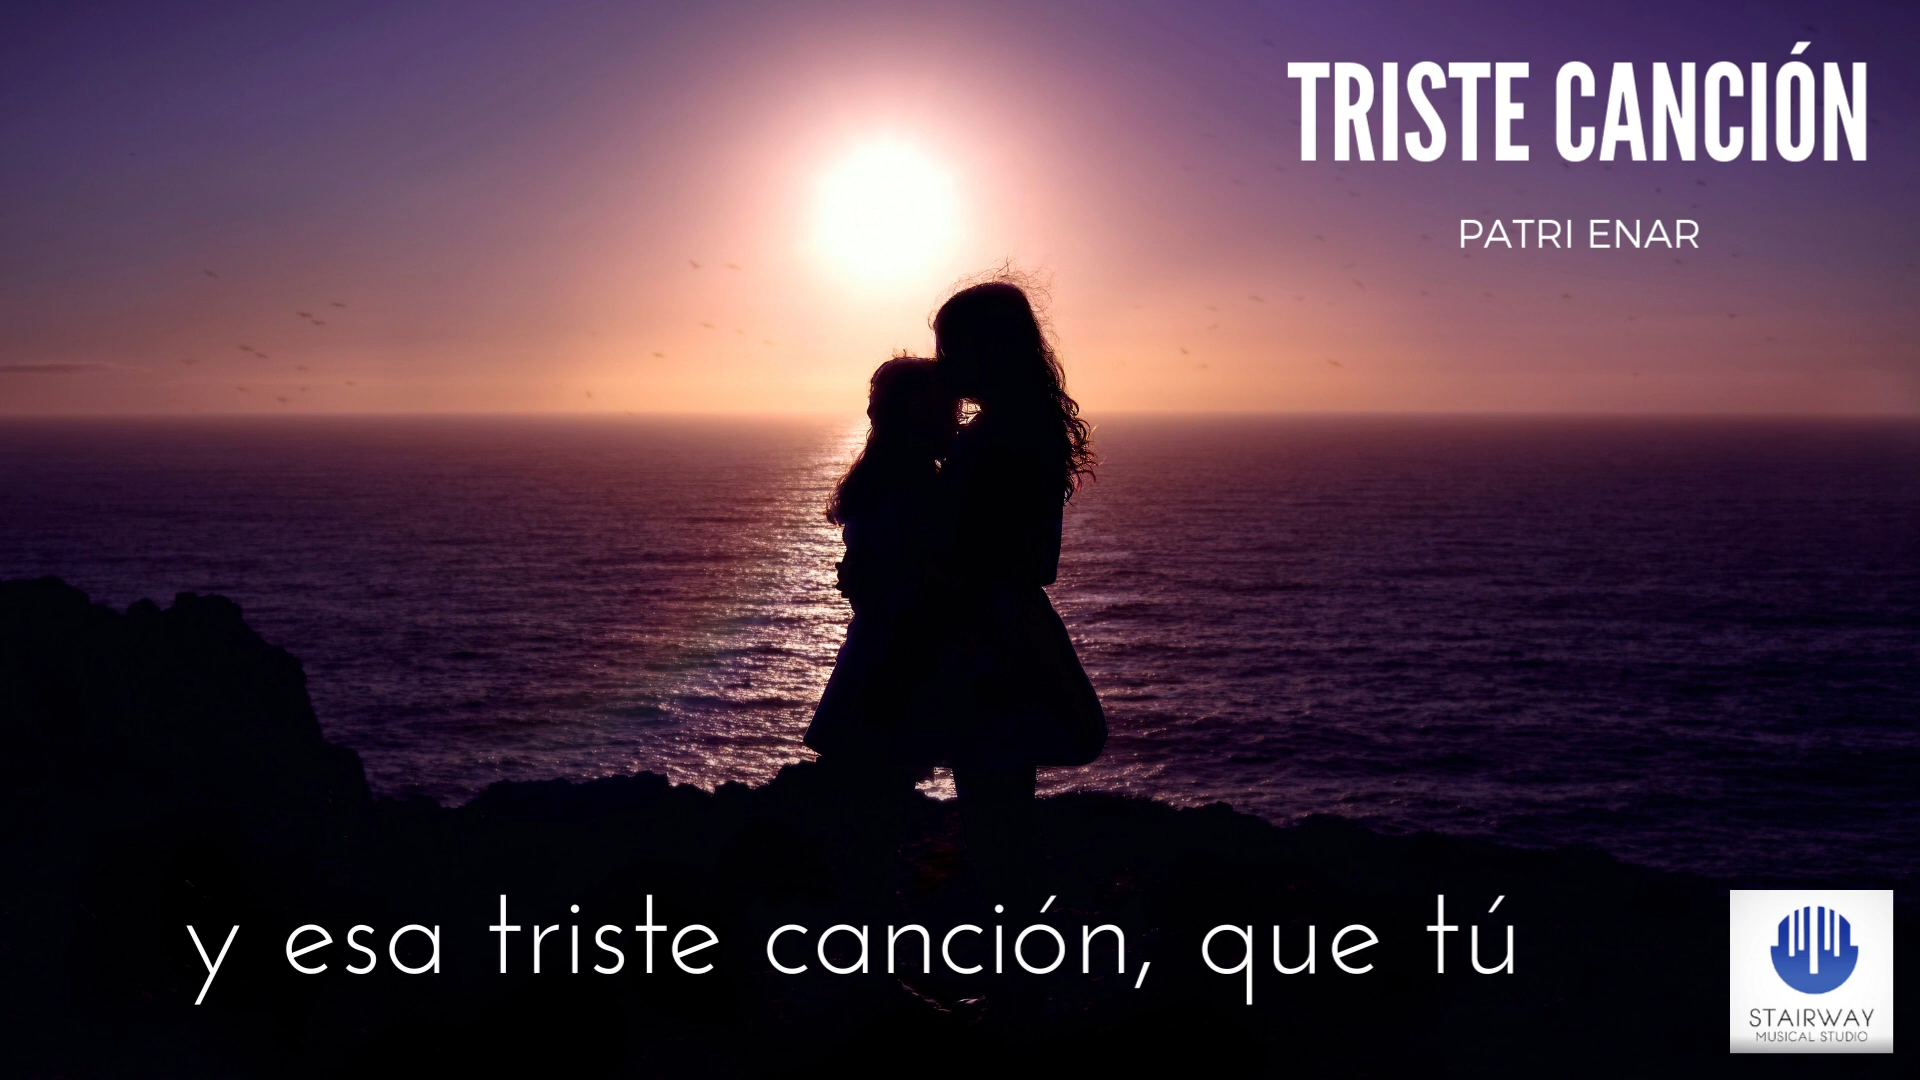 TRISTE CANCIÓN
PATRI ENAR
y esa triste canción, que tú
STAIRWAY
MUSICAL STUDIO